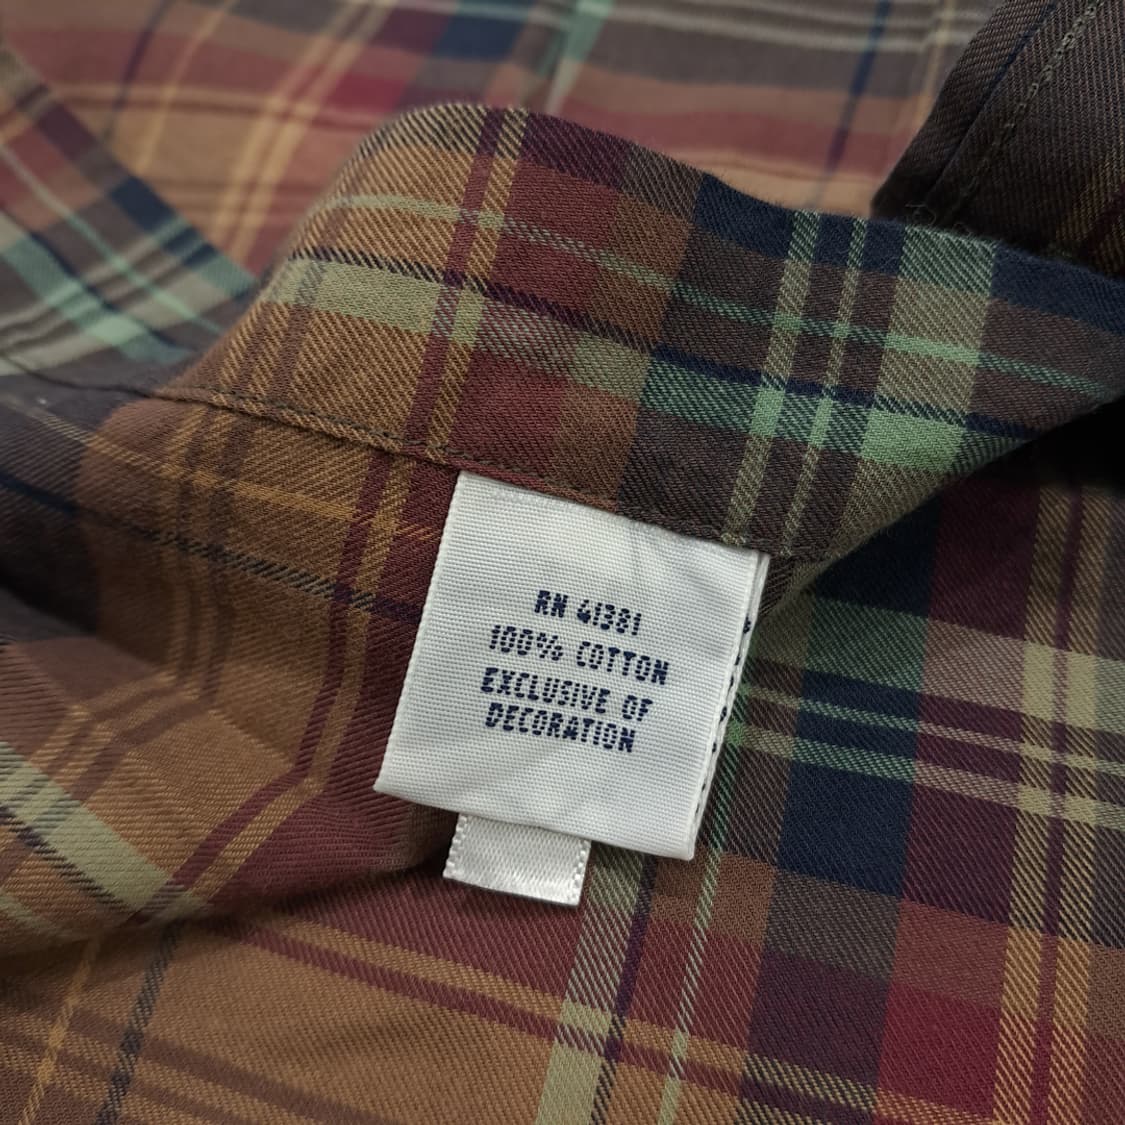 RN 41381
100% COTTON
EXCLUSIVE OF
DECORATION